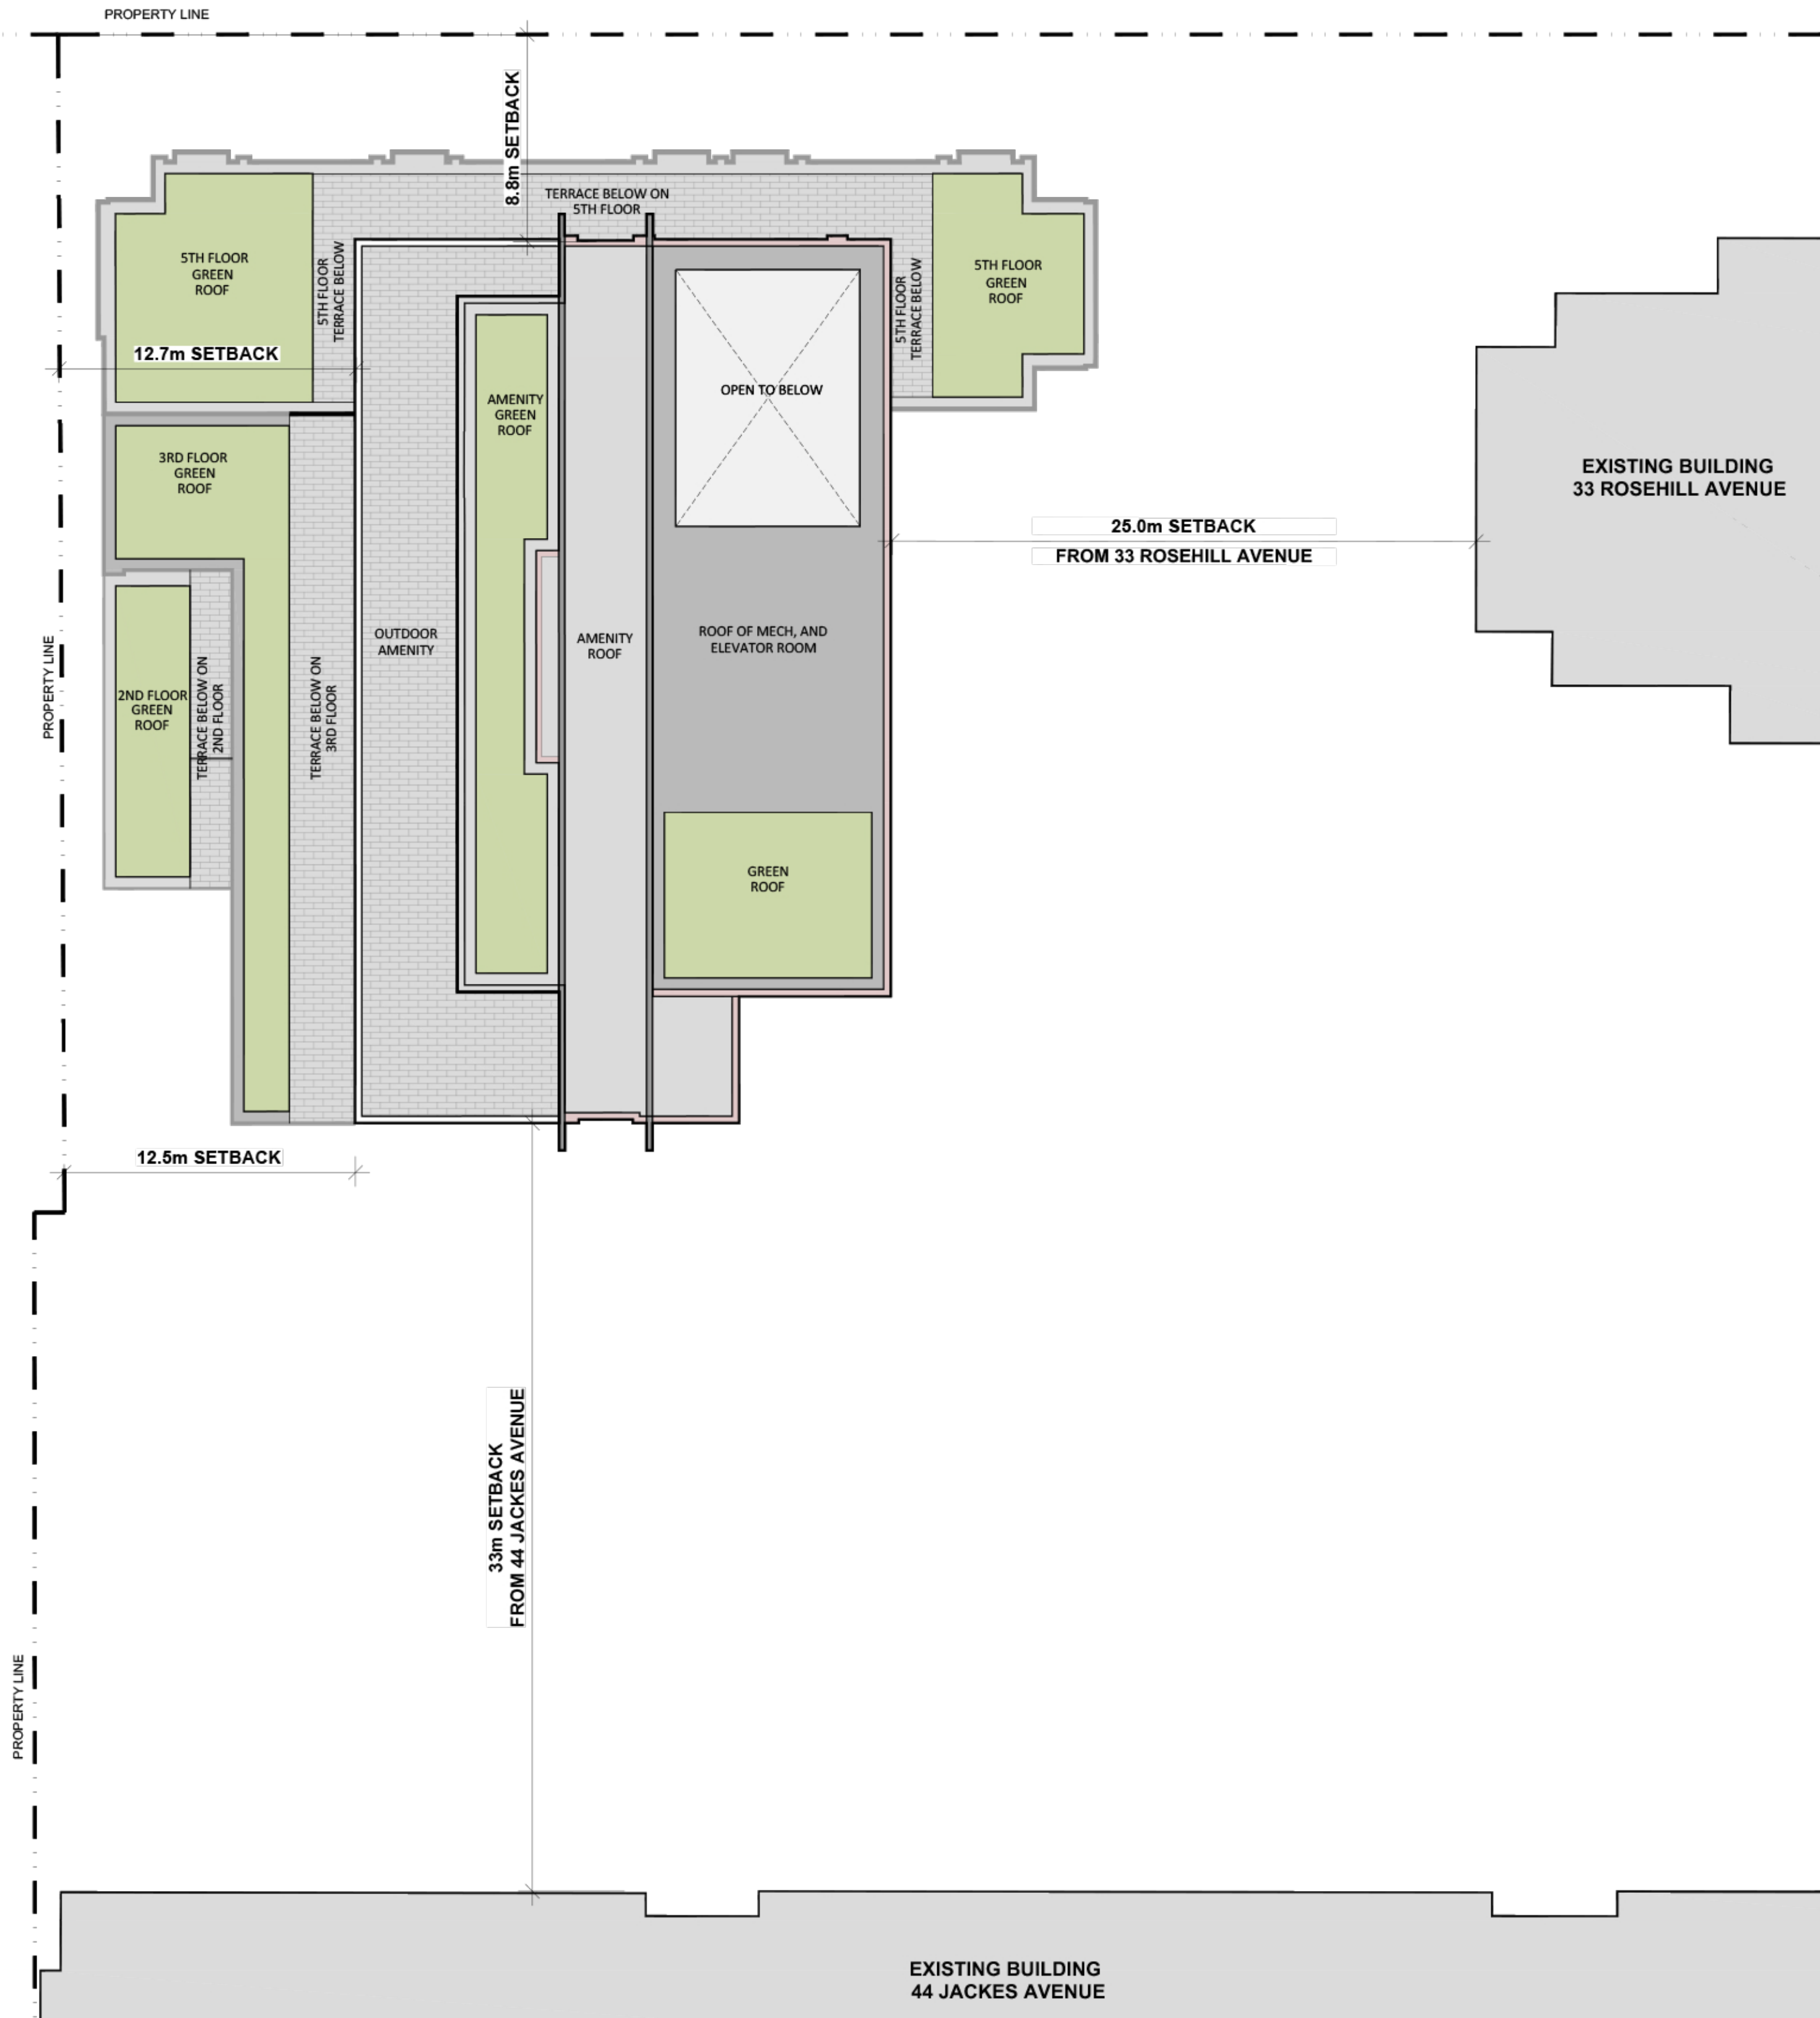 PROPERTY LINE
8.8m SETBACK
TERRACE BELOW ON
5TH FLOOR
5TH FLOOR
GREEN
ROOF
5TH FLOOR
TERRACE BELOW
5TH FLOOR
TERRACE BELOW
5TH FLOOR
GREEN
ROOF
12.7m SETBACK
AMENITY
GREEN
ROOF
OPEN TO BELOW
3RD FLOOR
GREEN
ROOF
EXISTING BUILDING
33 ROSEHILL AVENUE
25.0m SETBACK
FROM 33 ROSEHILL AVENUE
PROPERTY LINE
2ND FLOOR
GREEN
ROOF
TERRACE BELOW ON
2ND FLOOR
TERRACE BELOW ON
3RD FLOOR
OUTDOOR
AMENITY
AMENITY
ROOF
ROOF OF MECH, AND
ELEVATOR ROOM
GREEN
ROOF
12.5m SETBACK
33m SETBACK
FROM 44 JACKES AVENUE
PROPERTY LINE
EXISTING BUILDING
44 JACKES AVENUE